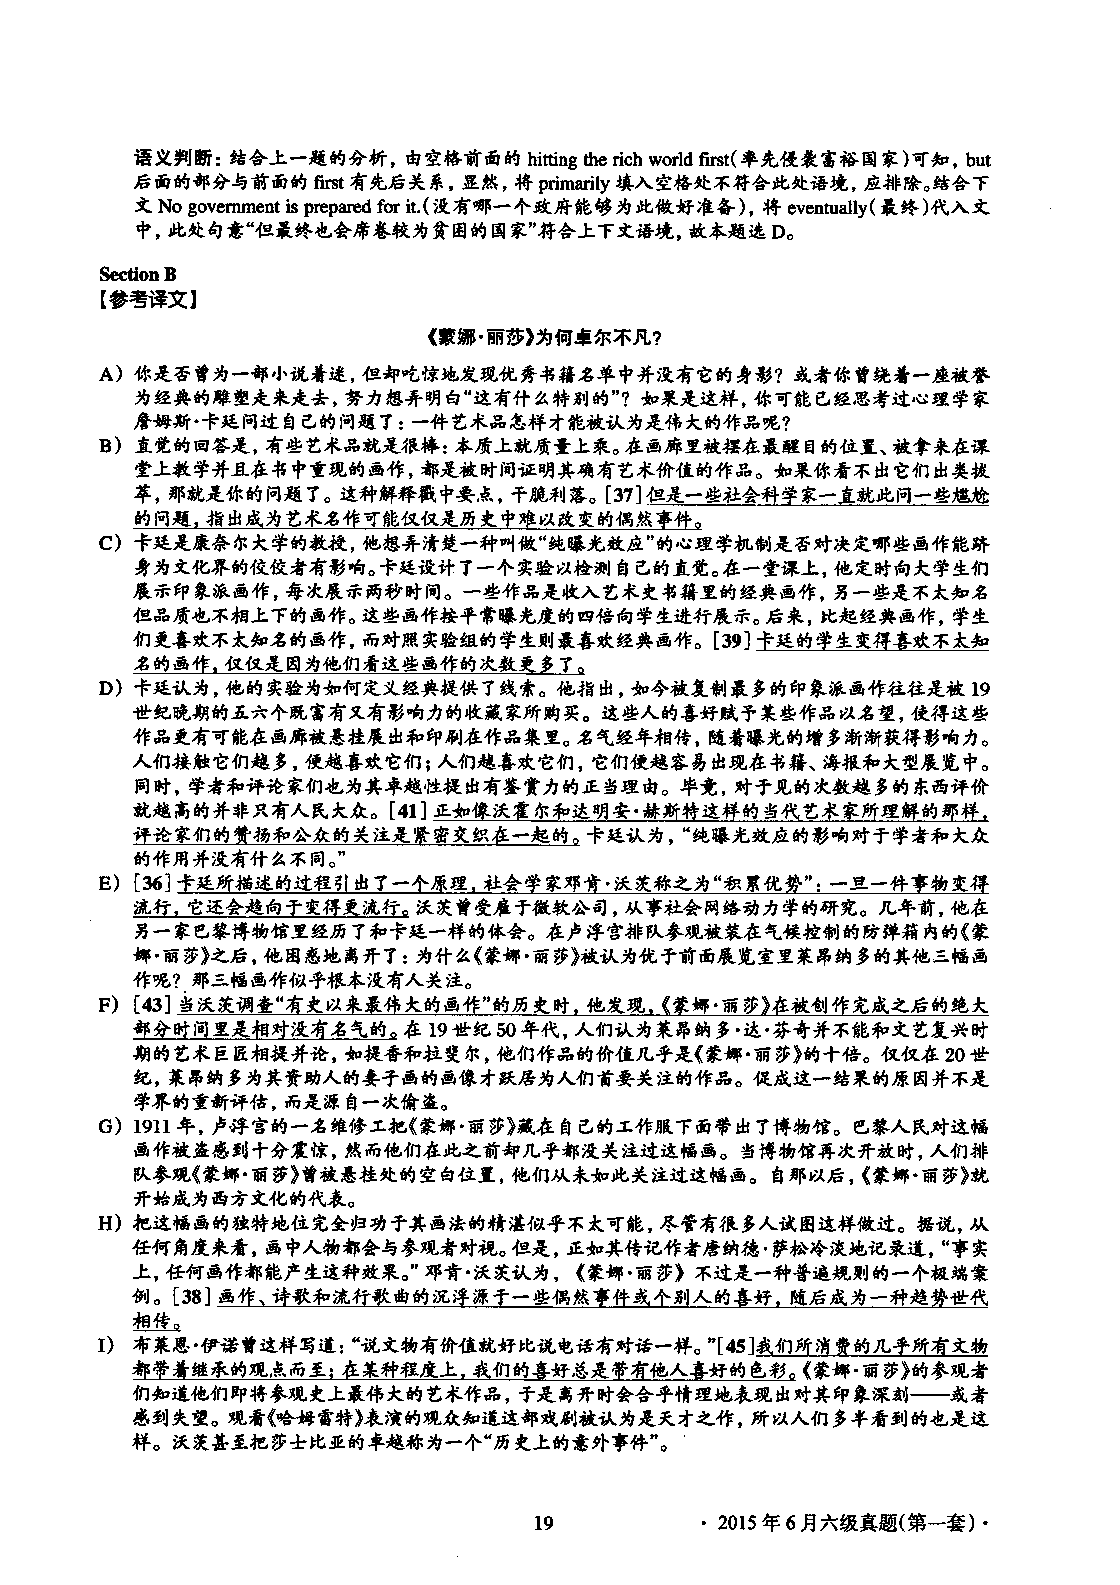 语义判断：结合上一题的分析，由空格前面的 hitting the rich world first(率先侵袭富裕国家)可知，but
后面的部分与前面的 first 有先后关系，显然，将 primarily 填入空格处不符合此处语境，应排除。结合下
文 No government is prepared for it.(没有哪一个政府能够为此做好准备)，将 eventually(最终)代入文
中，此处句意“但最终也会席卷较为贫困的国家”符合上下文语境，故本题选 D。
Section B
【参考译文】
《蒙娜·丽莎》为何卓尔不凡?
A）你是否曾为一部小说着迷，但却吃惊地发现优秀书籍名单中并没有它的身影？或者你曾绕着一座被誉
为经典的雕塑走来走去，努力想弄明白“这有什么特别的”？如果是这样，你可能已经思考过心理学家
詹姆斯·卡廷问过自己的问题了：一件艺术品怎样才能被认为是伟大的作品呢？
B）直觉的回答是，有些艺术品就是很棒：本质上就质量上乘。在画廊里被摆在最醒目的位置、被拿来在课
堂上教学并且在书中重现的画作，都是被时间证明其确有艺术价值的作品。如果你看不出它们出类拔
萃，那就是你的问题了。这种解释戳中要点，干脆利落。[37]但是一些社会科学家一直就此问一些尴尬
的问题，指出成为艺术名作可能仅仅是历史中难以改变的偶然事件。
C）卡廷是康奈尔大学的教授，他想弄清楚一种叫做“纯曝光效应”的心理学机制是否对决定哪些画作能跻
身为文化界的佼佼者有影响。卡廷设计了一个实验以检测自己的直觉。在一堂课上，他定时向大学生们
展示印象派画作，每次展示两秒时间。一些作品是收入艺术史书籍里的经典画作，另一些是不太知名
但品质也不相上下的画作。这些画作按平常曝光度的四倍向学生进行展示。后来，比起经典画作，学生
们更喜欢不太知名的画作，而对照实验组的学生则最喜欢经典画作。[39]卡廷的学生变得喜欢不太知
名的画作，仅仅是因为他们看这些画作的次数更多了。
D）卡廷认为，他的实验为如何定义经典提供了线索。他指出，如今被复制最多的印象派画作往往是被 19
世纪晚期的五六个既富有又有影响力的收藏家所购买。这些人的喜好赋予某些作品以名望，使得这些
作品更有可能在画廊被悬挂展出和印刷在作品集里。名气经年相传，随着曝光的增多渐渐获得影响力。
人们接触它们越多，便越喜欢它们；人们越喜欢它们，它们便越容易出现在书籍、海报和大型展览中。
同时，学者和评论家们也为其卓越性提出有鉴赏力的正当理由。毕竟，对于见的次数越多的东西评价
就越高的并非只有人民大众。[41]正如像沃霍尔和达明安·赫斯特这样的当代艺术家所理解的那样，
评论家们的赞扬和公众的关注是紧密交织在一起的。卡廷认为，“纯曝光效应的影响对于学者和大众
的作用并没有什么不同。”
E）[36]卡廷所描述的过程引出了一个原理，社会学家邓肯·沃茨称之为“积累优势”：一旦一件事物变得
流行，它还会趋向于变得更流行。沃茨曾受雇于微软公司，从事社会网络动力学的研究。几年前，他在
另一家巴黎博物馆里经历了和卡廷一样的体会。在卢浮宫排队参观被装在气候控制的防弹箱内的《蒙
娜·丽莎》之后，他困惑地离开了：为什么《蒙娜·丽莎》被认为优于前面展览室里莱昂纳多的其他三幅画
作呢？那三幅画作似乎根本没有人关注。
F）[43]当沃茨调查“有史以来最伟大的画作”的历史时，他发现，《蒙娜·丽莎》在被创作完成之后的绝大
部分时间里是相对没有名气的。在 19 世纪 50 年代，人们认为莱昂纳多·达·芬奇并不能和文艺复兴时
期的艺术巨匠相提并论，如提香和拉斐尔，他们作品的价值几乎是《蒙娜·丽莎》的十倍。仅仅在 20 世
纪，莱昂纳多为其资助人的妻子画的画像才跃居为人们首要关注的作品。促成这一结果的原因并不是
学界的重新评估，而是源自一次偷盗。
G）1911 年，卢浮宫的一名维修工把《蒙娜·丽莎》藏在自己的工作服下面带出了博物馆。巴黎人民对这幅
画作被盗感到十分震惊，然而他们在此之前却几乎都没关注过这幅画。当博物馆再次开放时，人们排
队参观《蒙娜·丽莎》曾被悬挂处的空白位置，他们从未如此关注过这幅画。自那以后，《蒙娜·丽莎》就
开始成为西方文化的代表。
H）把这幅画的独特地位完全归功于其画法的精湛似乎不太可能，尽管有很多人试图这样做过。据说，从
任何角度来看，画中人物都会与参观者对视。但是，正如其传记作者唐纳德·萨松冷淡地记录道，“事实
上，任何画作都能产生这种效果。”邓肯·沃茨认为，《蒙娜·丽莎》不过是一种普遍规则的一个极端案
例。[38]画作、诗歌和流行歌曲的沉浮源于一些偶然事件或个别人的喜好，随后成为一种趋势世代
相传。
I）布莱恩·伊诺曾这样写道：“说文物有价值就好比说电话有对话一样。”[45]我们所消费的几乎所有文物
都带着继承的观点而至；在某种程度上，我们的喜好总是带有他人喜好的色彩。《蒙娜·丽莎》的参观者
们知道他们即将参观史上最伟大的艺术作品，于是离开时会合乎情理地表现出对其印象深刻——或者
感到失望。观看《哈姆雷特》表演的观众知道这部戏剧被认为是天才之作，所以人们多半看到的也是这
样。沃茨甚至把莎士比亚的卓越称为一个“历史上的意外事件”。
19
·2015 年 6 月六级真题(第一套)·